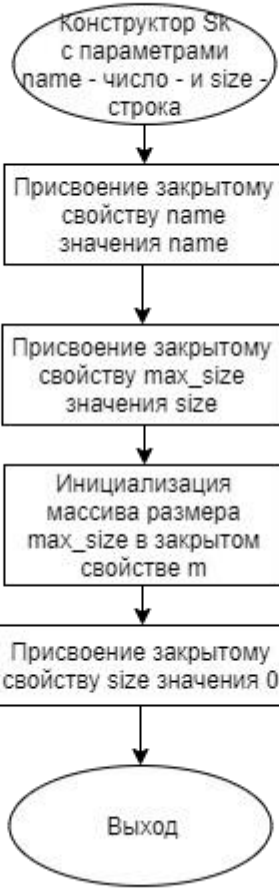 Конструктор Sk
с параметрами
name - число - и size -
строка
Присвоение закрытому
свойству name
значения name
Присвоение закрытому
свойству max_size
значения size
Инициализация
массива размера
max_size в закрытом
свойстве m
Присвоение закрытому
свойству size значения 0
Выход